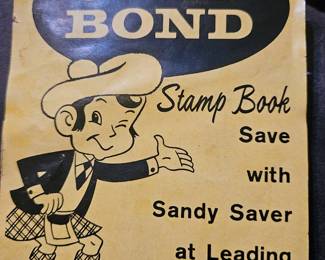 BOND
Stamp Book
Save
with
Sandy Saver
at Leading